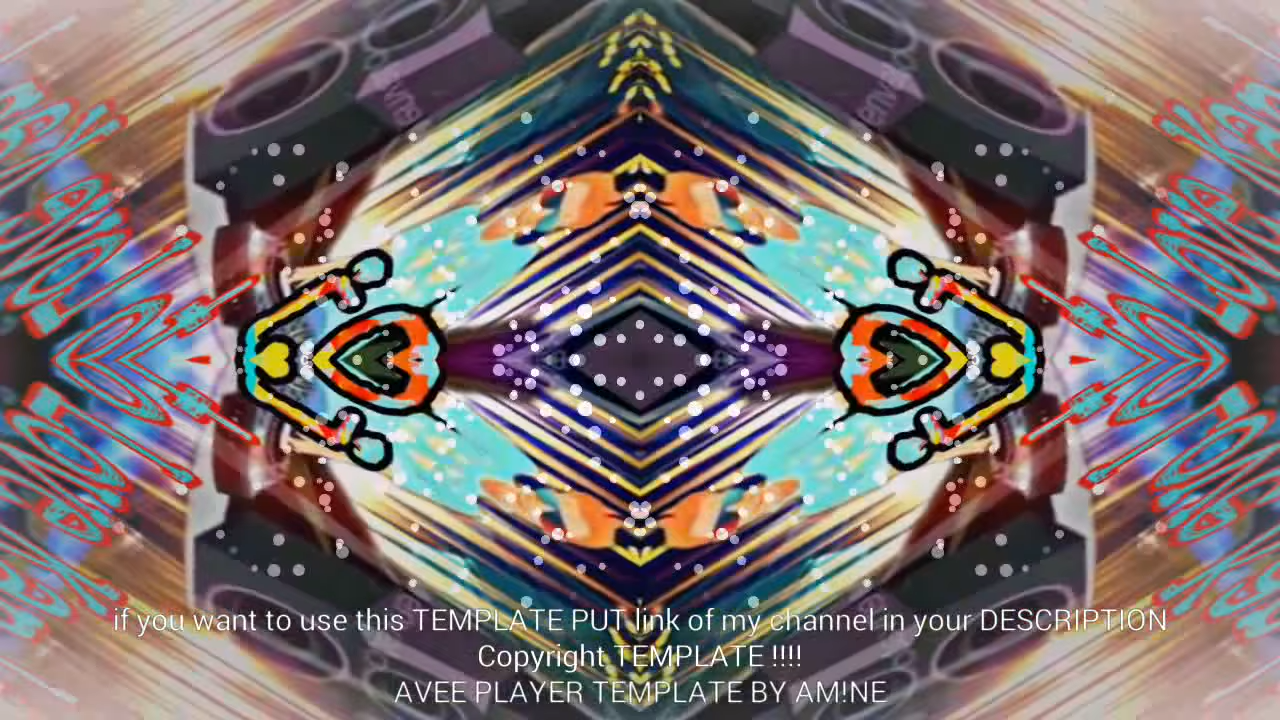 if you want to use this TEMPLATE PUT link of my channel in your DESCRIPTION
Copyright TEMPLATE !!!!
AVEE PLAYER TEMPLATE BY AM!NE